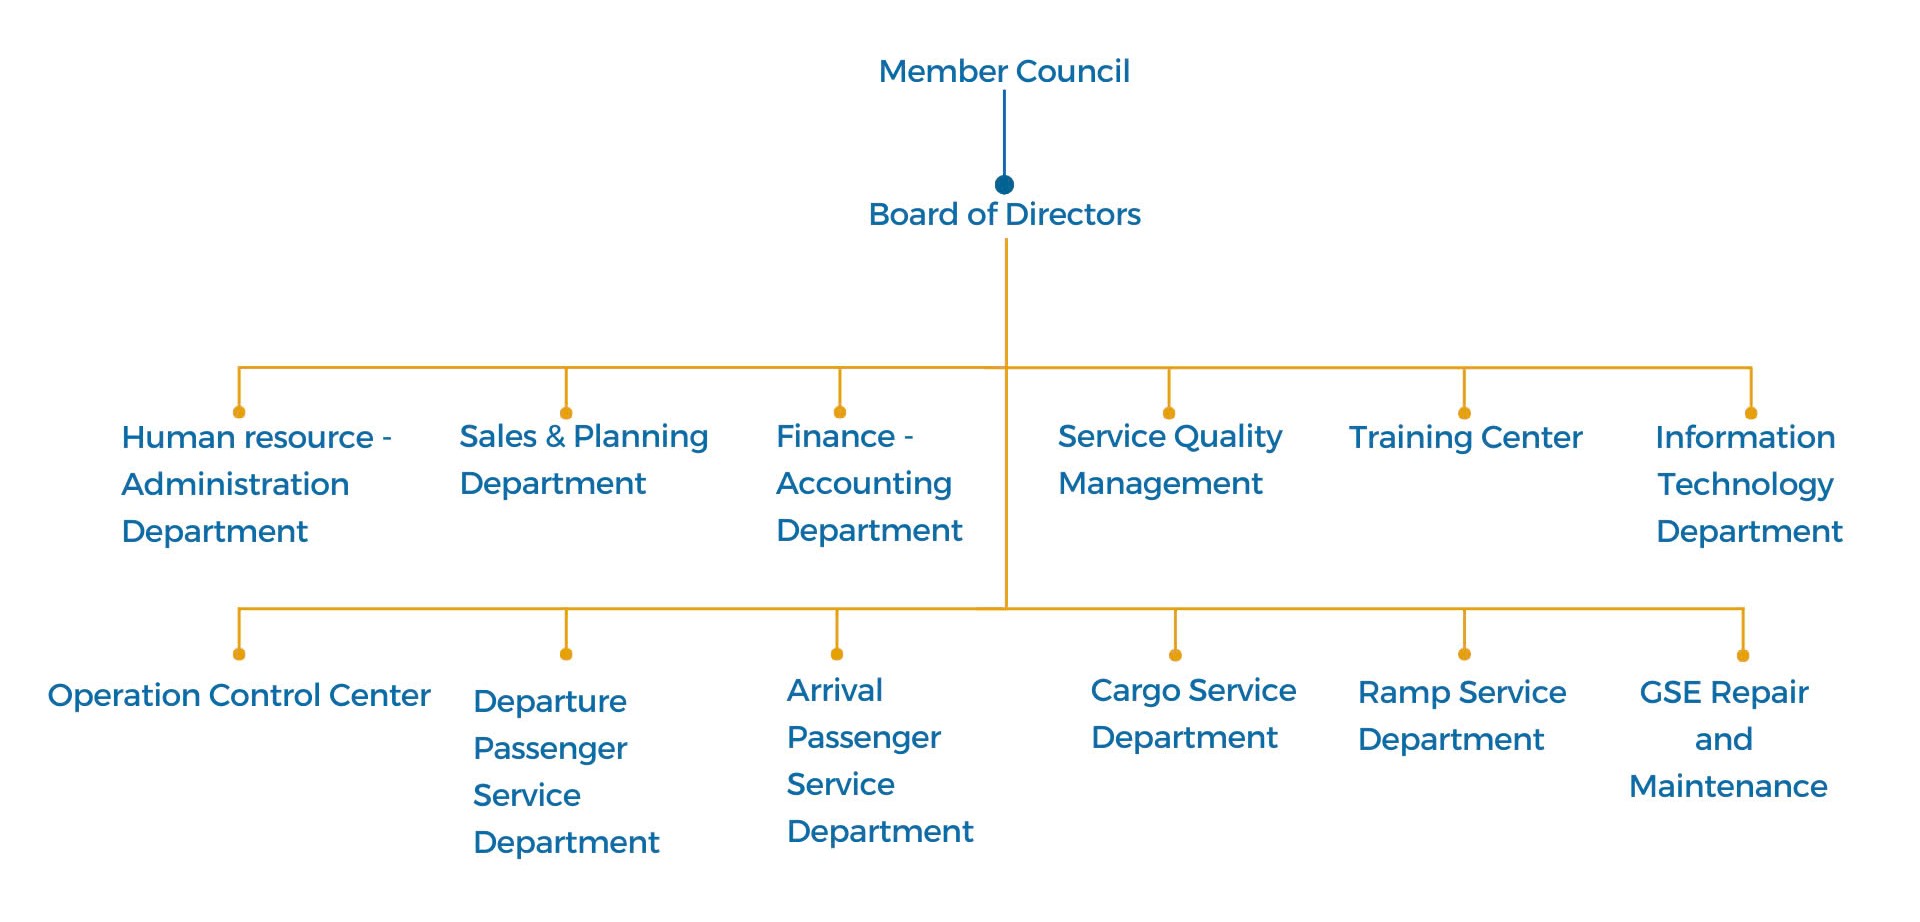 Member Council
Board of Directors
Human resource -
Administration
Department
Sales & Planning
Department
Finance -
Accounting
Department
Service Quality
Management
Training Center
Information
Technology
Department
Operation Control Center
Departure
Passenger
Service
Department
Arrival
Passenger
Service
Department
Cargo Service
Department
Ramp Service
Department
GSE Repair
and
Maintenance